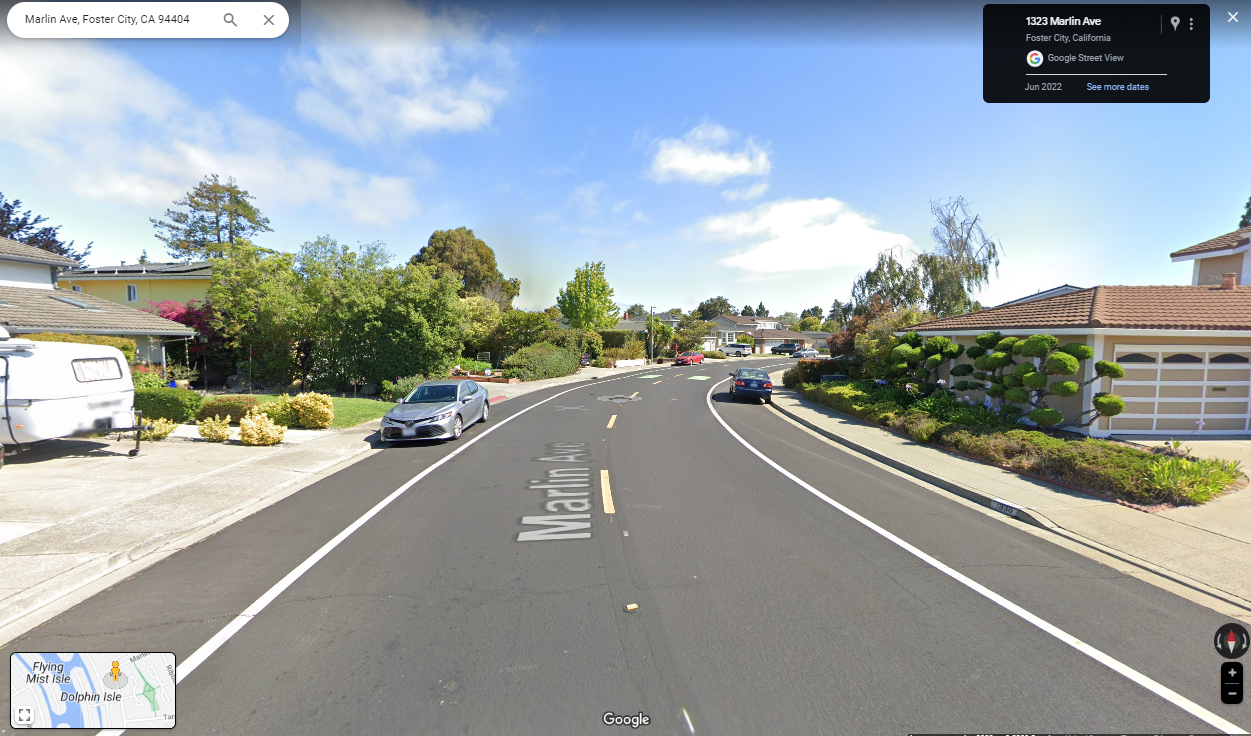 Marlin Ave, Foster City, CA 94404
1323 Marlin Ave
Foster City, California
Google Street View
Jun 2022
See more dates
Marlin Ave
Flying
Mist Isle
Dolphin Isle
Google